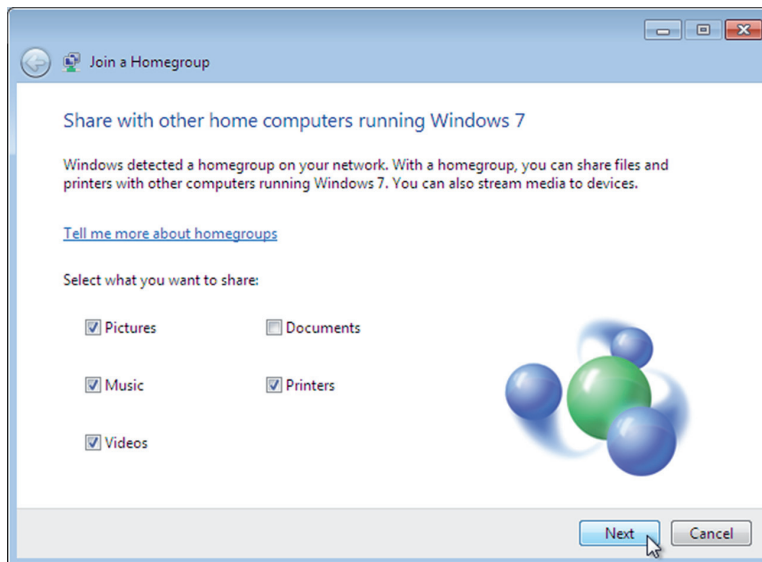 Join a Homegroup
Share with other home computers running Windows 7
Windows detected a homegroup on your network. With a homegroup, you can share files and
printers with other computers running Windows 7. You can also stream media to devices.
Tell me more about homegroups
Select what you want to share:
Pictures Documents
Music Printers
Videos
Next Cancel